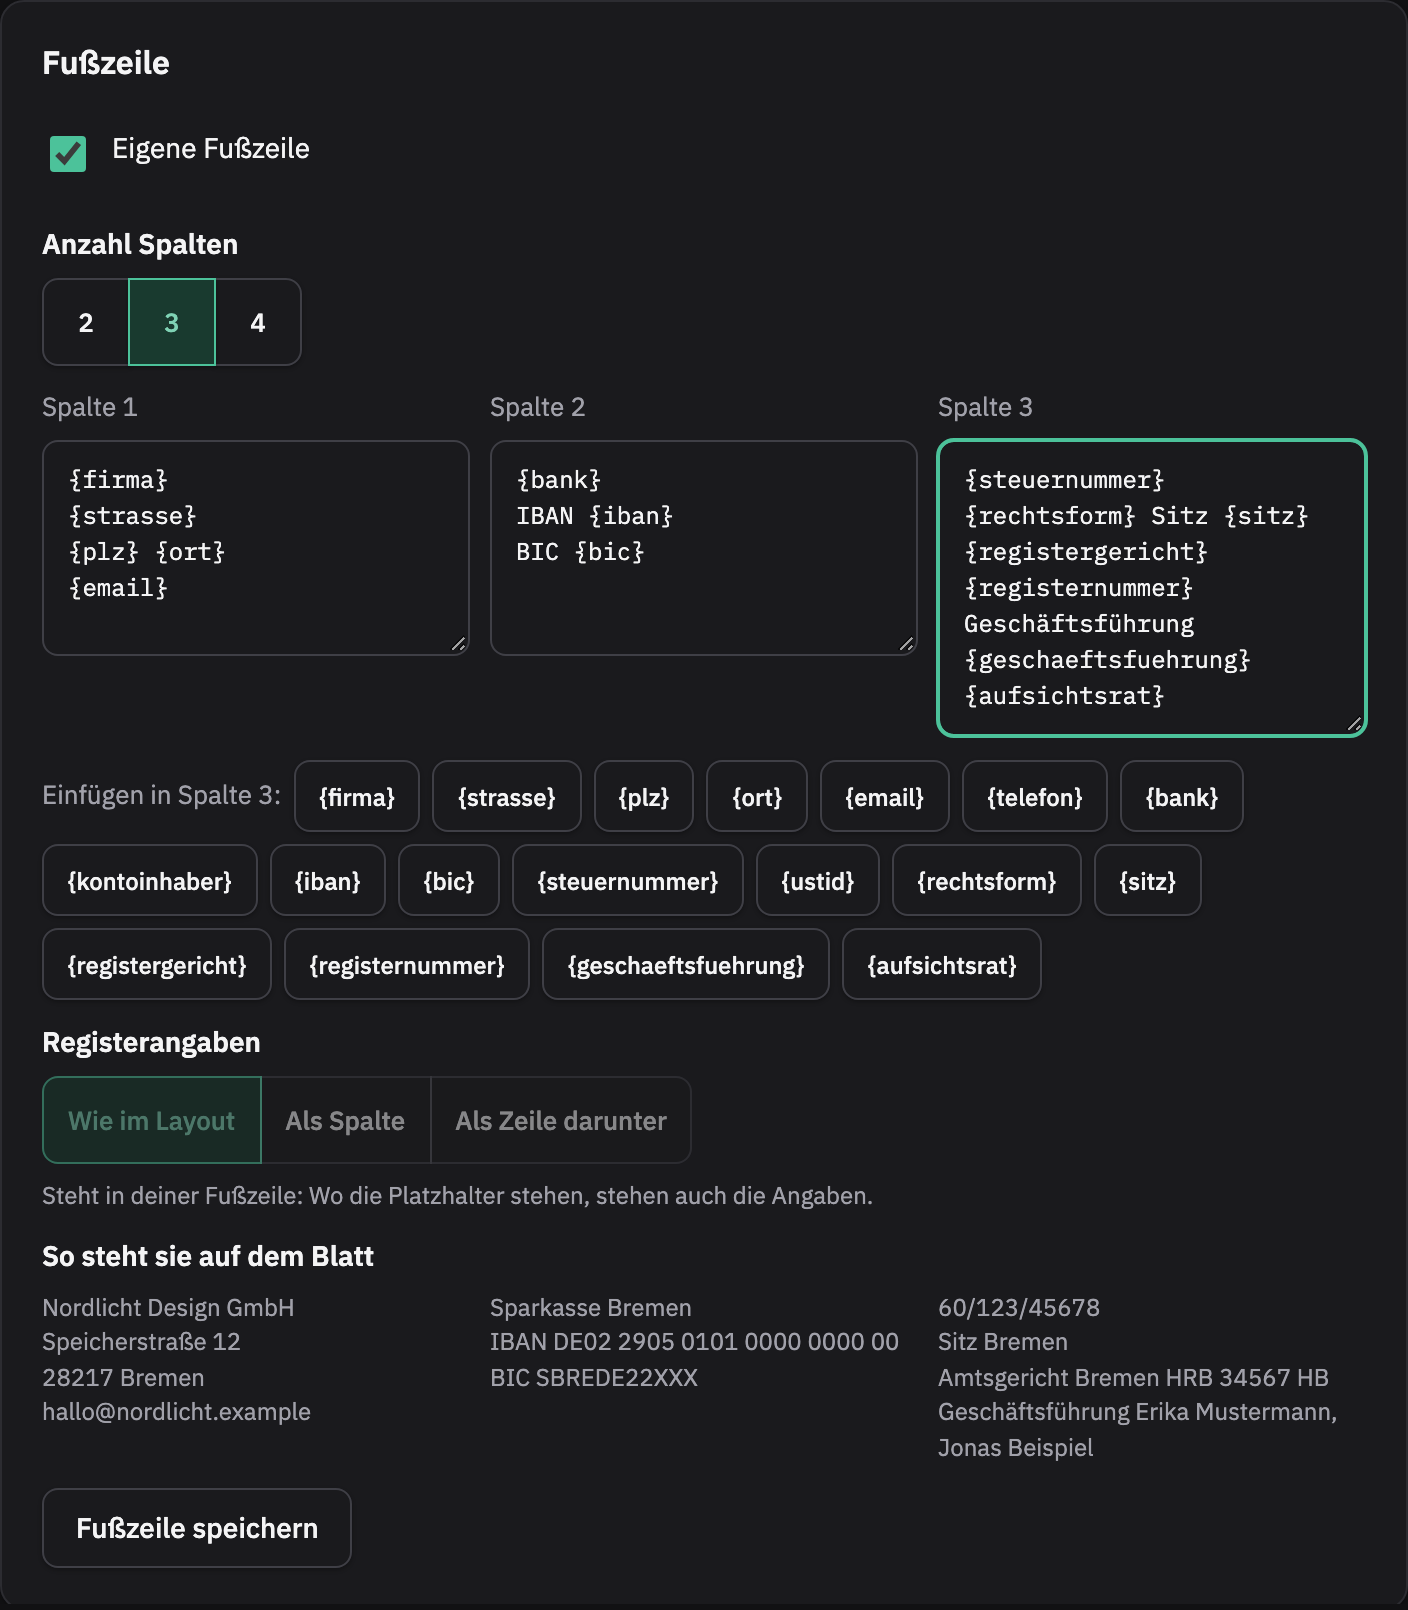 Fußzeile
Eigene Fußzeile
Anzahl Spalten
2 3 4
Spalte 1
{firma}
{strasse}
{plz} {ort}
{email}
Spalte 2
{bank}
IBAN {iban}
BIC {bic}
Spalte 3
{steuernummer}
{rechtsform} Sitz {sitz}
{registergericht}
{registernummer}
Geschäftsführung
{geschaeftsfuehrung}
{aufsichtsrat}
Einfügen in Spalte 3: {firma} {strasse} {plz} {ort} {email} {telefon} {bank}
{kontoinhaber} {iban} {bic} {steuernummer} {ustid} {rechtsform} {sitz}
{registergericht} {registernummer} {geschaeftsfuehrung} {aufsichtsrat}
Registerangaben
Wie im Layout Als Spalte Als Zeile darunter
Steht in deiner Fußzeile: Wo die Platzhalter stehen, stehen auch die Angaben.
So steht sie auf dem Blatt
Nordlicht Design GmbH
Speicherstraße 12
28217 Bremen
hallo@nordlicht.example
Sparkasse Bremen
IBAN DE02 2905 0101 0000 0000 00
BIC SBREDE22XXX
60/123/45678
Sitz Bremen
Amtsgericht Bremen HRB 34567 HB
Geschäftsführung Erika Mustermann,
Jonas Beispiel
Fußzeile speichern